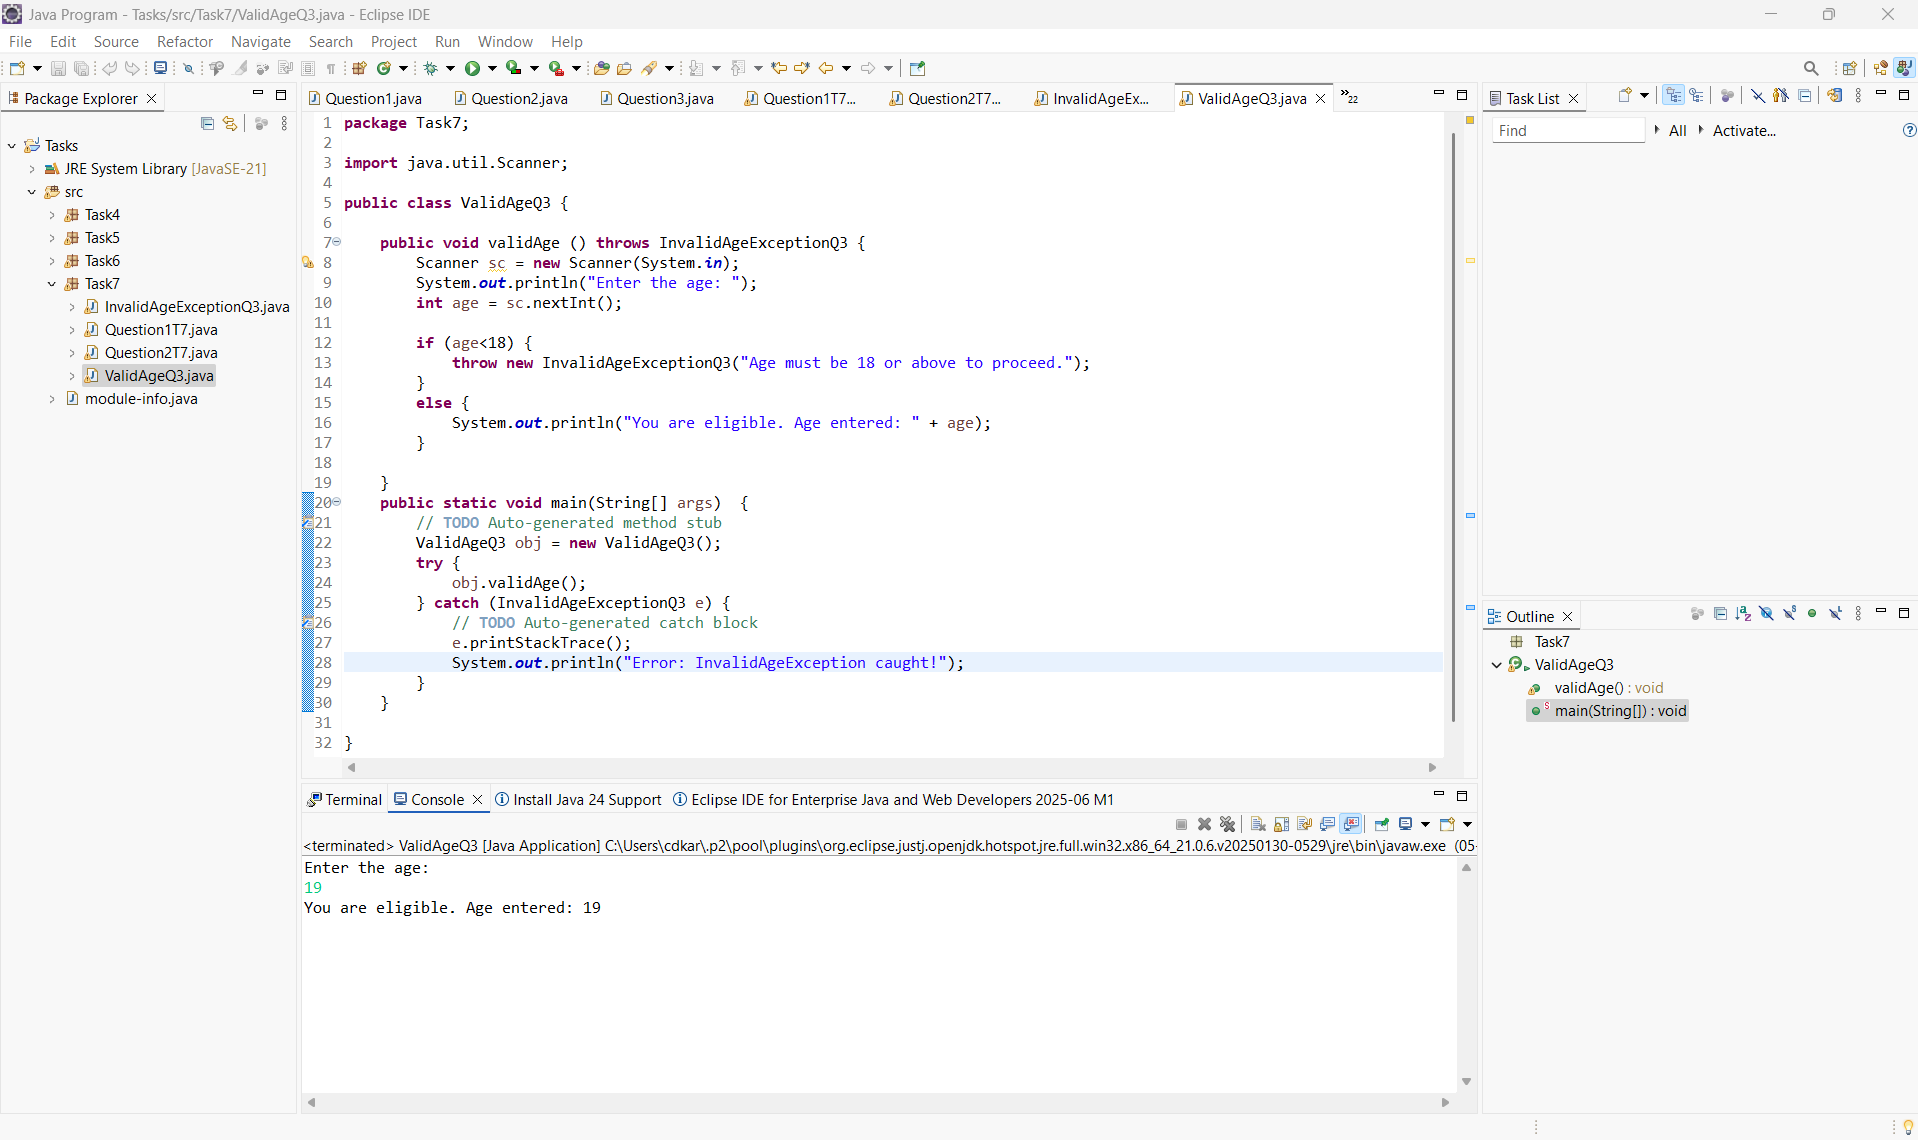 Java Program - Tasks/src/Task7/ValidAgeQ3.java - Eclipse IDE
File Edit Source Refactor Navigate Search Project Run Window Help
Package Explorer
Tasks
JRE System Library [JavaSE-21]
src
Task4
Task5
Task6
Task7
InvalidAgeExceptionQ3.java
Question1T7.java
Question2T7.java
ValidAgeQ3.java
module-info.java
Question1.java Question2.java Question3.java Question1T7... Question2T7... InvalidAgeEx... ValidAgeQ3.java »22
1 package Task7;
2
3 import java.util.Scanner;
4
5 public class ValidAgeQ3 {
6
7 public void validAge () throws InvalidAgeExceptionQ3 {
8 Scanner sc = new Scanner(System.in);
9 System.out.println("Enter the age: ");
10 int age = sc.nextInt();
11
12 if (age<18) {
13 throw new InvalidAgeExceptionQ3("Age must be 18 or above to proceed.");
14 }
15 else {
16 System.out.println("You are eligible. Age entered: " + age);
17 }
18
19 }
20 public static void main(String[] args) {
21 // TODO Auto-generated method stub
22 ValidAgeQ3 obj = new ValidAgeQ3();
23 try {
24 obj.validAge();
25 } catch (InvalidAgeExceptionQ3 e) {
26 // TODO Auto-generated catch block
27 e.printStackTrace();
28 System.out.println("Error: InvalidAgeException caught!");
29 }
30 }
31
32 }
Terminal Console Install Java 24 Support Eclipse IDE for Enterprise Java and Web Developers 2025-06 M1
<terminated> ValidAgeQ3 [Java Application] C:\Users\cdkar\.p2\pool\plugins\org.eclipse.justj.openjdk.hotspot.jre.full.win32.x86_64_21.0.6.v20250130-0529\jre\bin\javaw.exe (05-
Enter the age:
19
You are eligible. Age entered: 19
Task List
Find All Activate...
Outline
Task7
ValidAgeQ3
validAge() : void
main(String[]) : void